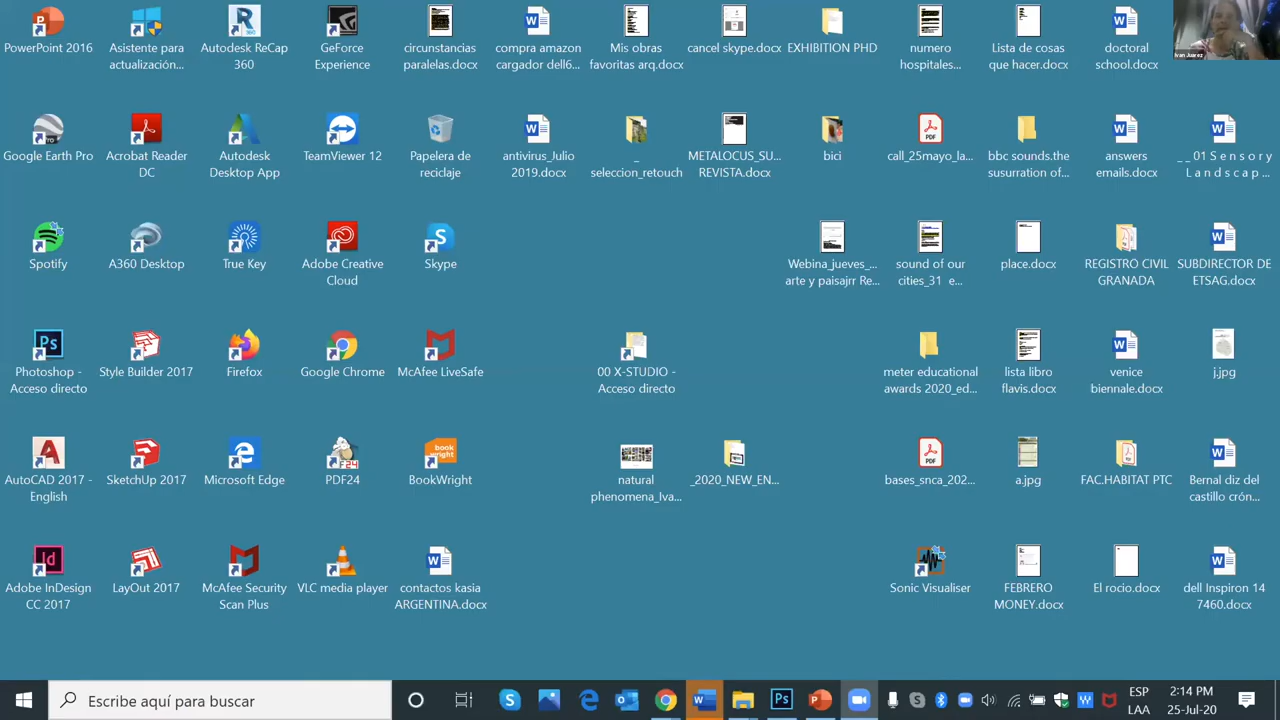 PowerPoint 2016
Asistente para
actualización...
Autodesk ReCap
360
GeForce
Experience
circunstancias
paralelas.docx
compra amazon
cargador dell6...
Mis obras
favoritas arq.docx
cancel skype.docx
EXHIBITION PHD
numero
hospitales...
Lista de cosas
que hacer.docx
doctoral
school.docx
Ivan Juarez
Google Earth Pro
Acrobat Reader
DC
Autodesk
Desktop App
TeamViewer 12
Papelera de
reciclaje
antivirus_Julio
2019.docx
_
seleccion_retouch
METALOCUS_SU...
REVISTA.docx
bici
call_25mayo_la...
bbc sounds.the
susurration of...
answers
emails.docx
_ _ 01 S e n s o r y
L a n d s c a p ...
Spotify
A360 Desktop
True Key
Adobe Creative
Cloud
Skype
Webina_jueves_...
arte y paisajrr Re...
sound of our
cities_31 e...
place.docx
REGISTRO CIVIL
GRANADA
SUBDIRECTOR DE
ETSAG.docx
Photoshop -
Acceso directo
Style Builder 2017
Firefox
Google Chrome
McAfee LiveSafe
00 X-STUDIO -
Acceso directo
meter educational
awards 2020_ed...
lista libro
flavis.docx
venice
biennale.docx
j.jpg
AutoCAD 2017 -
English
SketchUp 2017
Microsoft Edge
PDF24
BookWright
natural
phenomena_Iva...
_2020_NEW_EN...
bases_snca_202...
a.jpg
FAC.HABITAT PTC
Bernal diz del
castillo crón...
Adobe InDesign
CC 2017
LayOut 2017
McAfee Security
Scan Plus
VLC media player
contactos kasia
ARGENTINA.docx
Sonic Visualiser
FEBRERO
MONEY.docx
El rocio.docx
dell Inspiron 14
7460.docx
Escribe aquí para buscar
ESP
LAA
2:14 PM
25-Jul-20